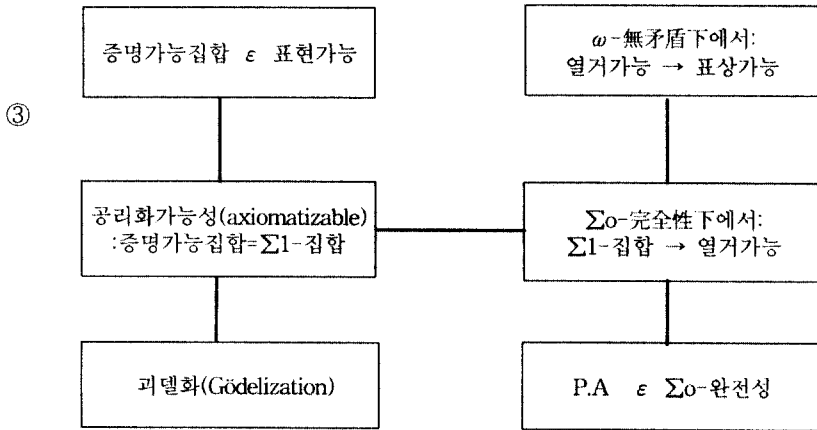 증명가능집합 ε 표현가능
ω-無矛盾下에서:
열거가능 → 표상가능
③
공리화가능성(axiomatizable)
:증명가능집합=∑1-집합
∑o-完全性下에서:
∑1-집합 → 열거가능
괴델화(Gödelization)
P.A ε ∑o-완전성